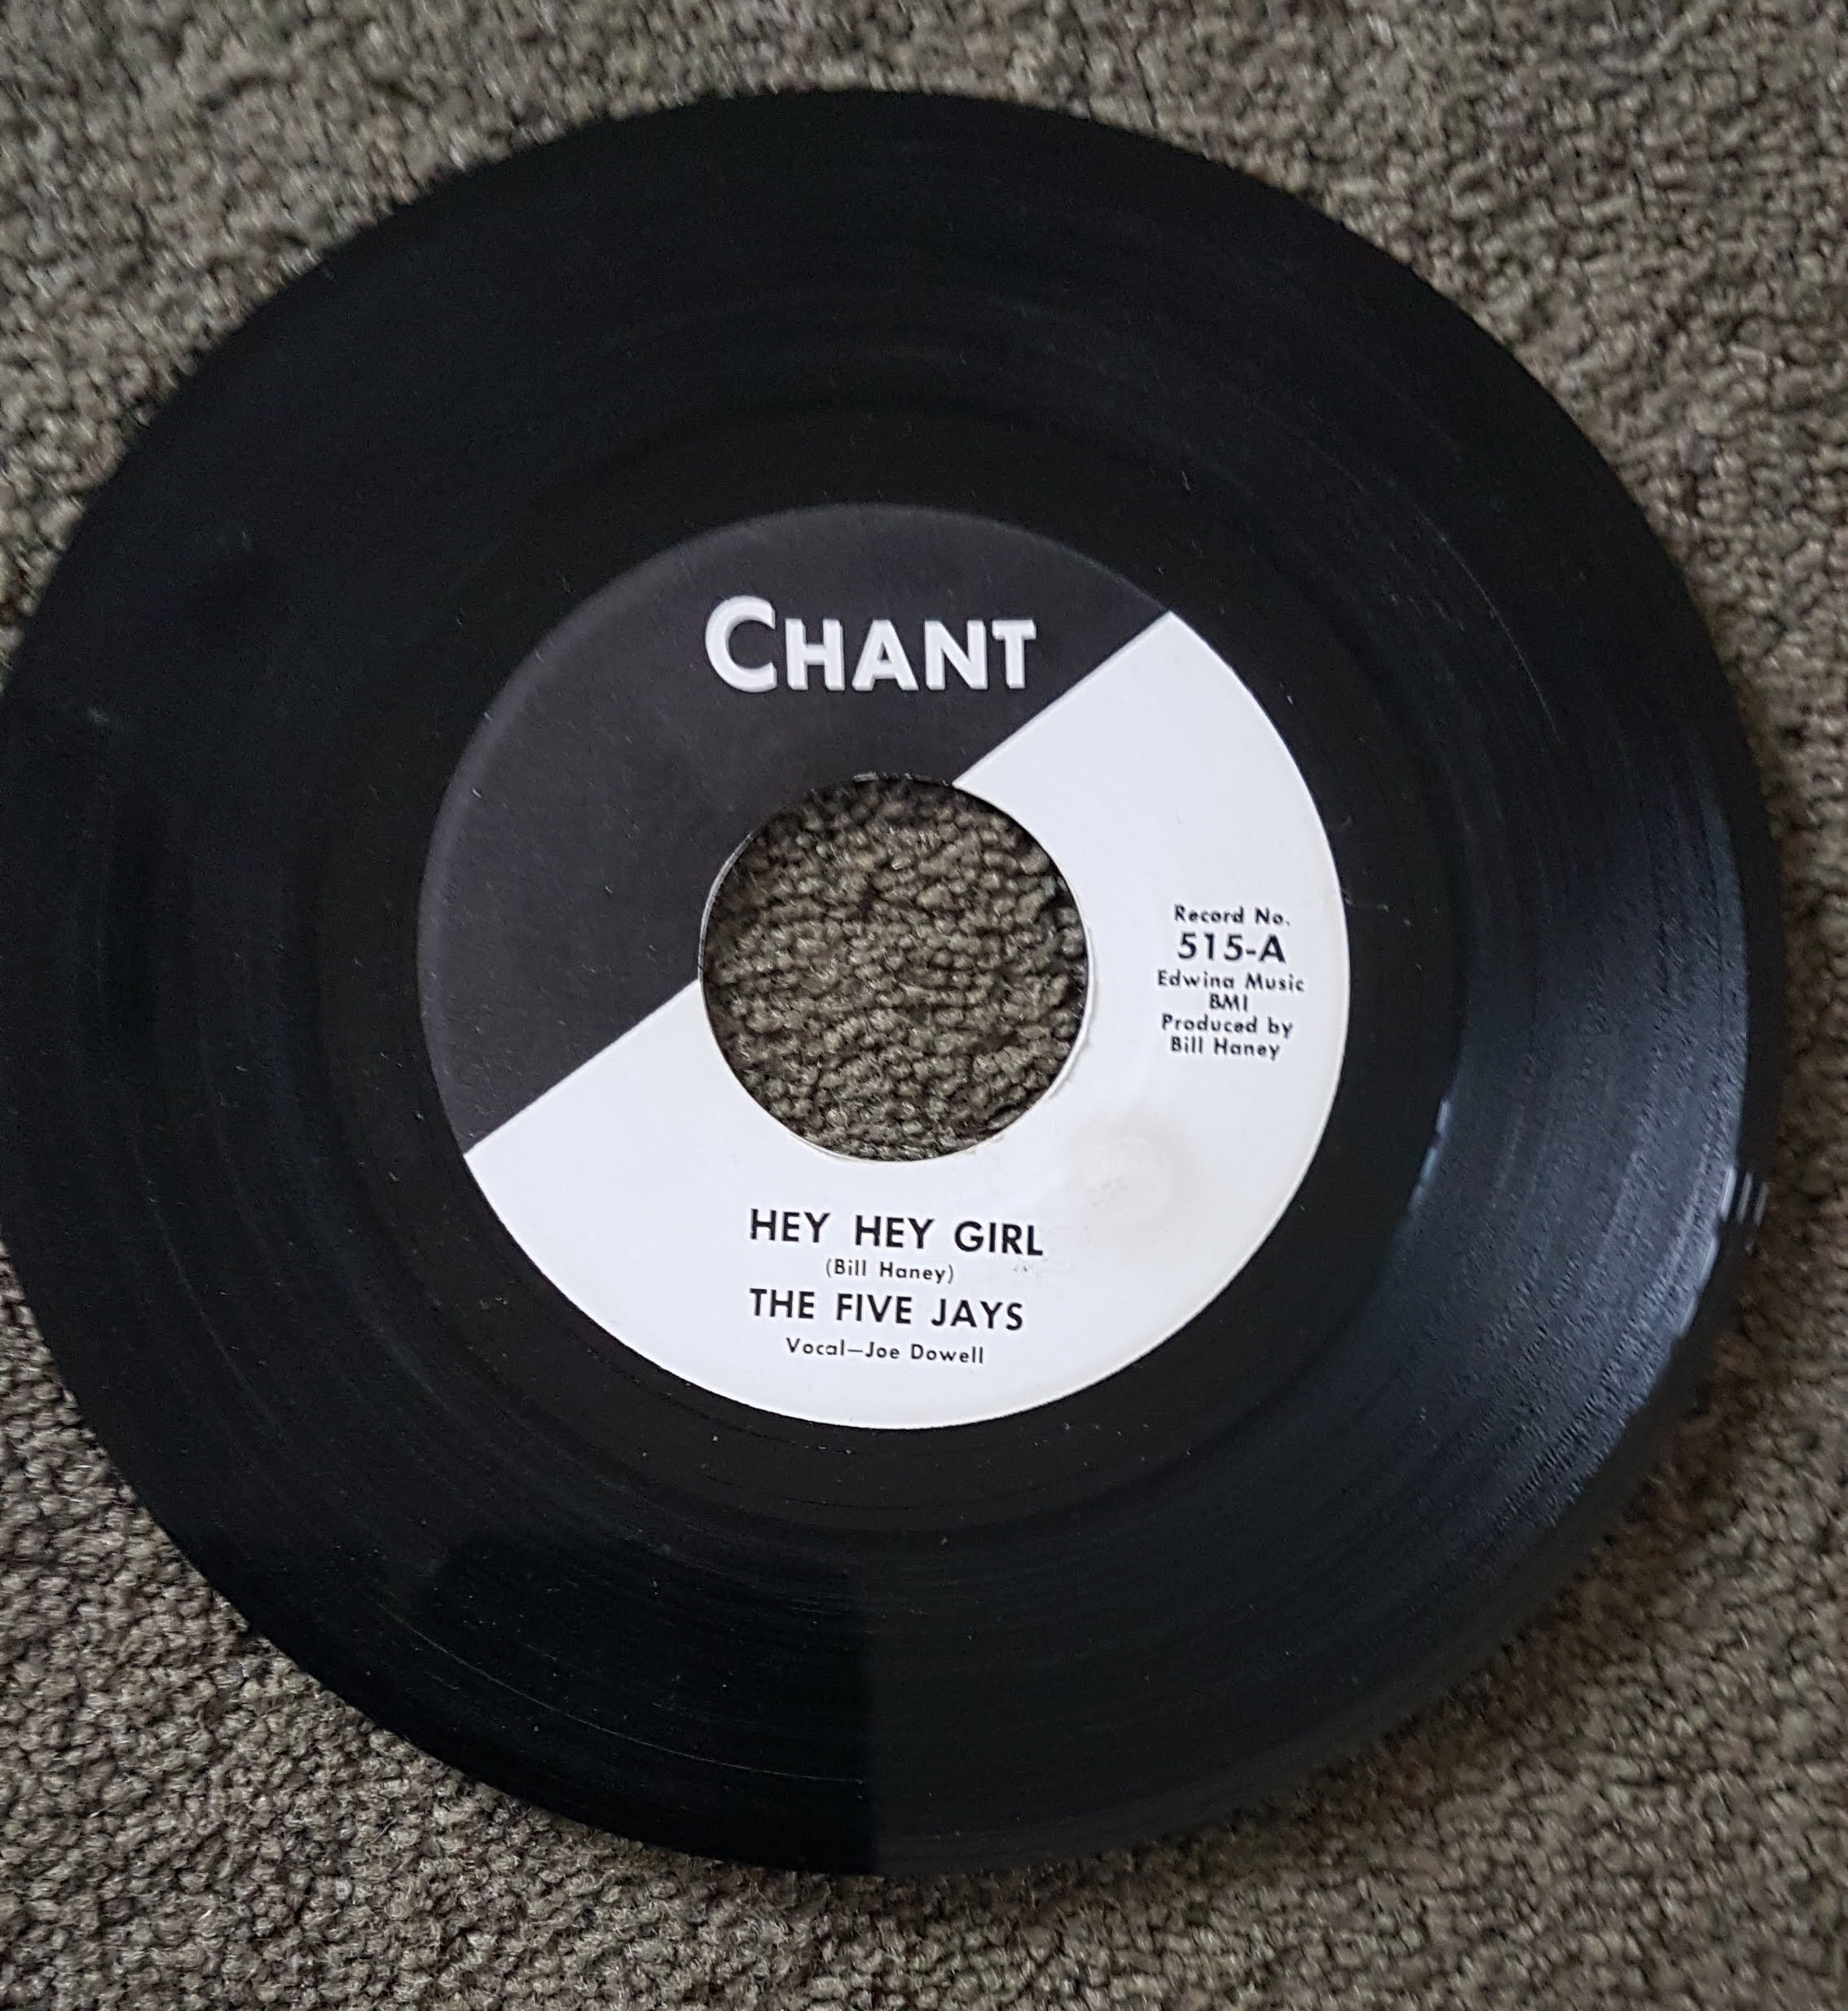 CHANT
Record No.
515-A
Edwina Music
BMI
Produced by
Bill Haney
HEY HEY GIRL
(Bill Haney)
THE FIVE JAYS
Vocal—Joe Dowell